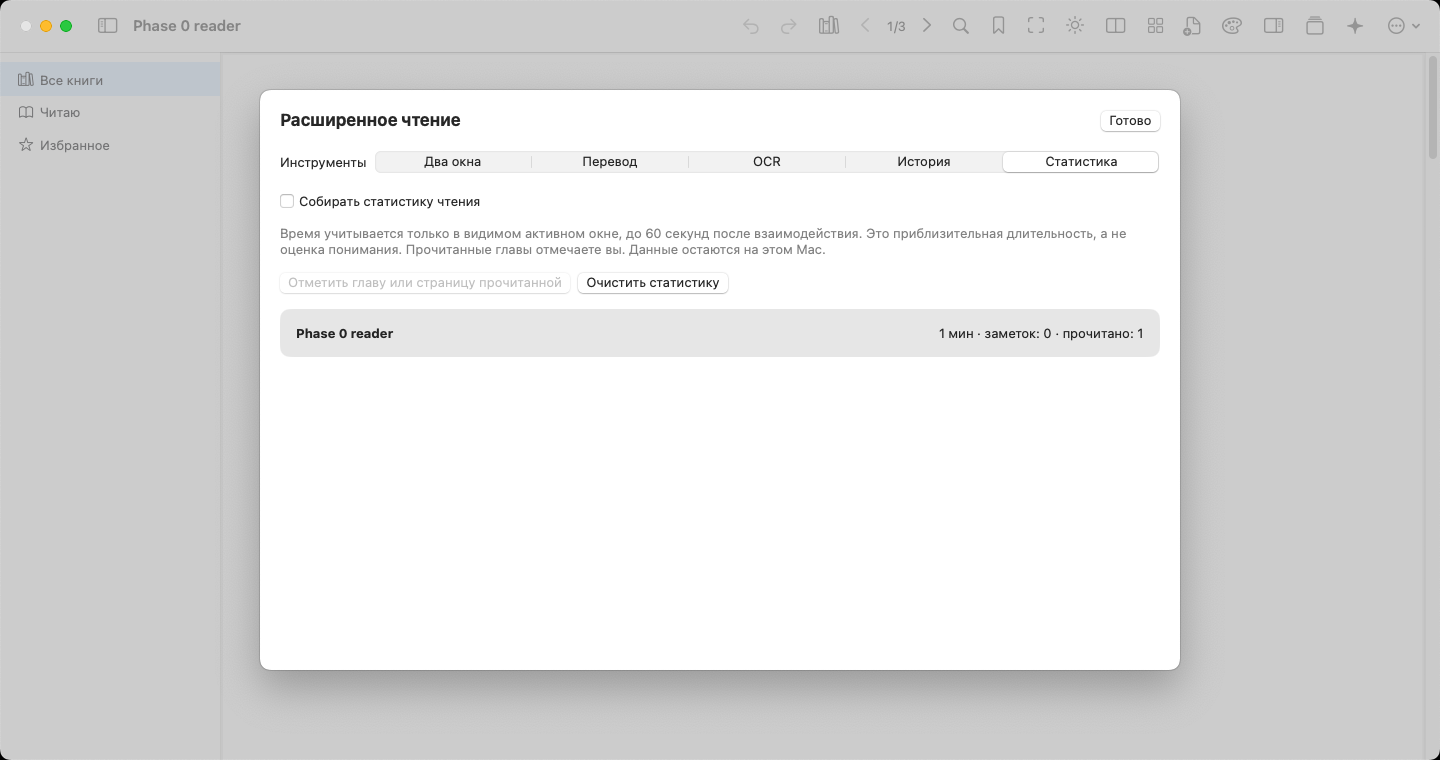 Phase 0 reader
1/3
Все книги
Читаю
Избранное
Расширенное чтение
Готово
Инструменты
Два окна
Перевод
OCR
История
Статистика
Собирать статистику чтения
Время учитывается только в видимом активном окне, до 60 секунд после взаимодействия. Это приблизительная длительность, а не
оценка понимания. Прочитанные главы отмечаете вы. Данные остаются на этом Mac.
Отметить главу или страницу прочитанной
Очистить статистику
Phase 0 reader
1 мин · заметок: 0 · прочитано: 1